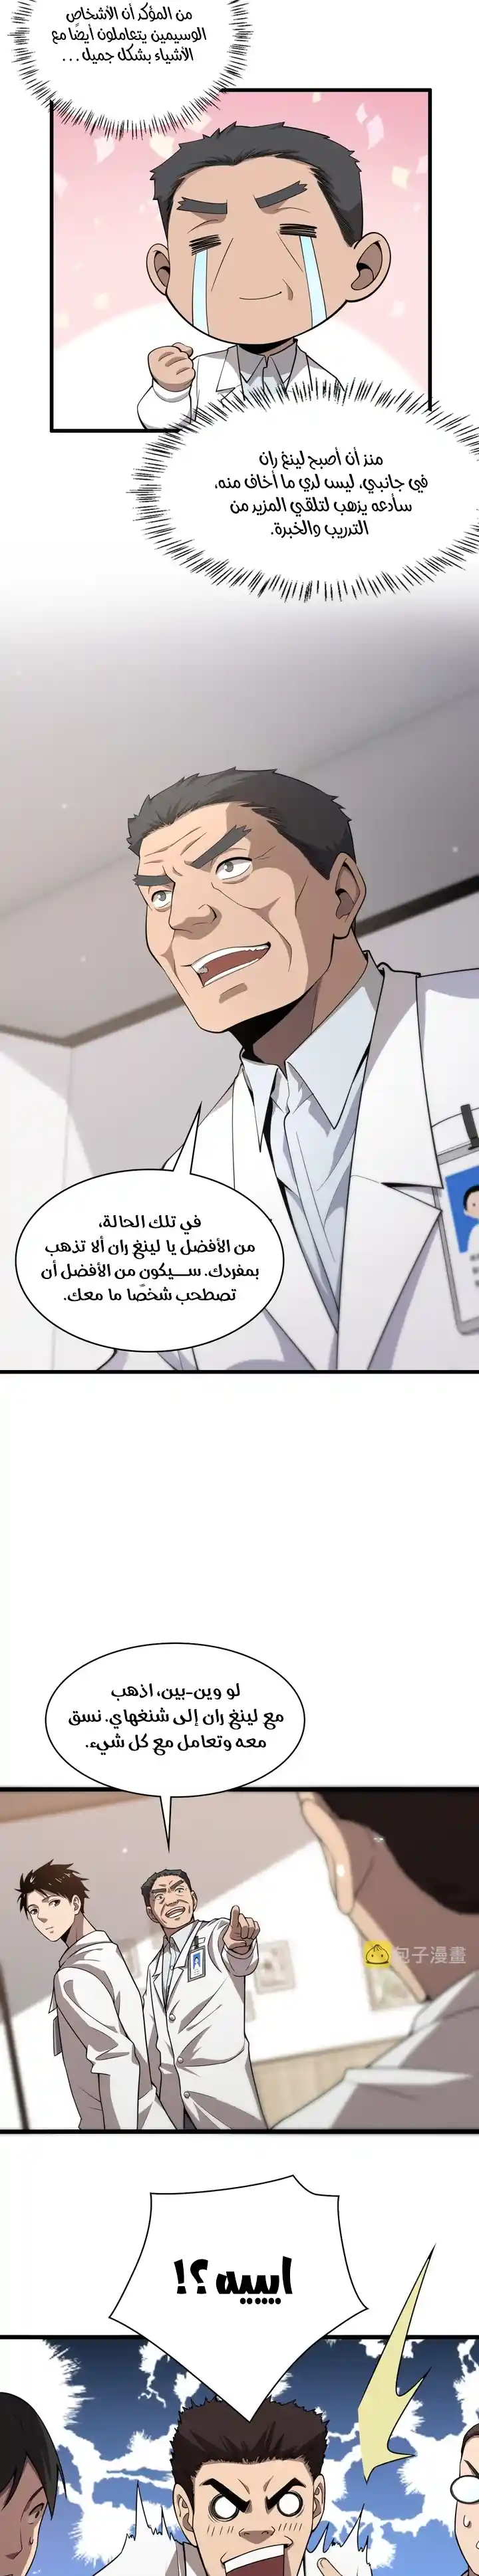 من المؤكد أن الأشخاص
الوسيمين يتعاملون أيضًا مع
الأشياء بشكل جميل...
منذ أن أصبح لينغ ران
في جانبي، ليس لدي ما أخاف منه،
سأدعه يذهب لتلقي المزيد من
التدريب والخبرة.
في تلك الحالة،
من الأفضل يا لينغ ران ألا تذهب
بمفردك. سيكون من الأفضل أن
تصطحب شخصًا ما معك.
لو وين-بين، اذهب
مع لينغ ران إلى شنغهاي. نسق
معه وتعامل مع كل شيء.
包子漫畫
ايييه ؟!